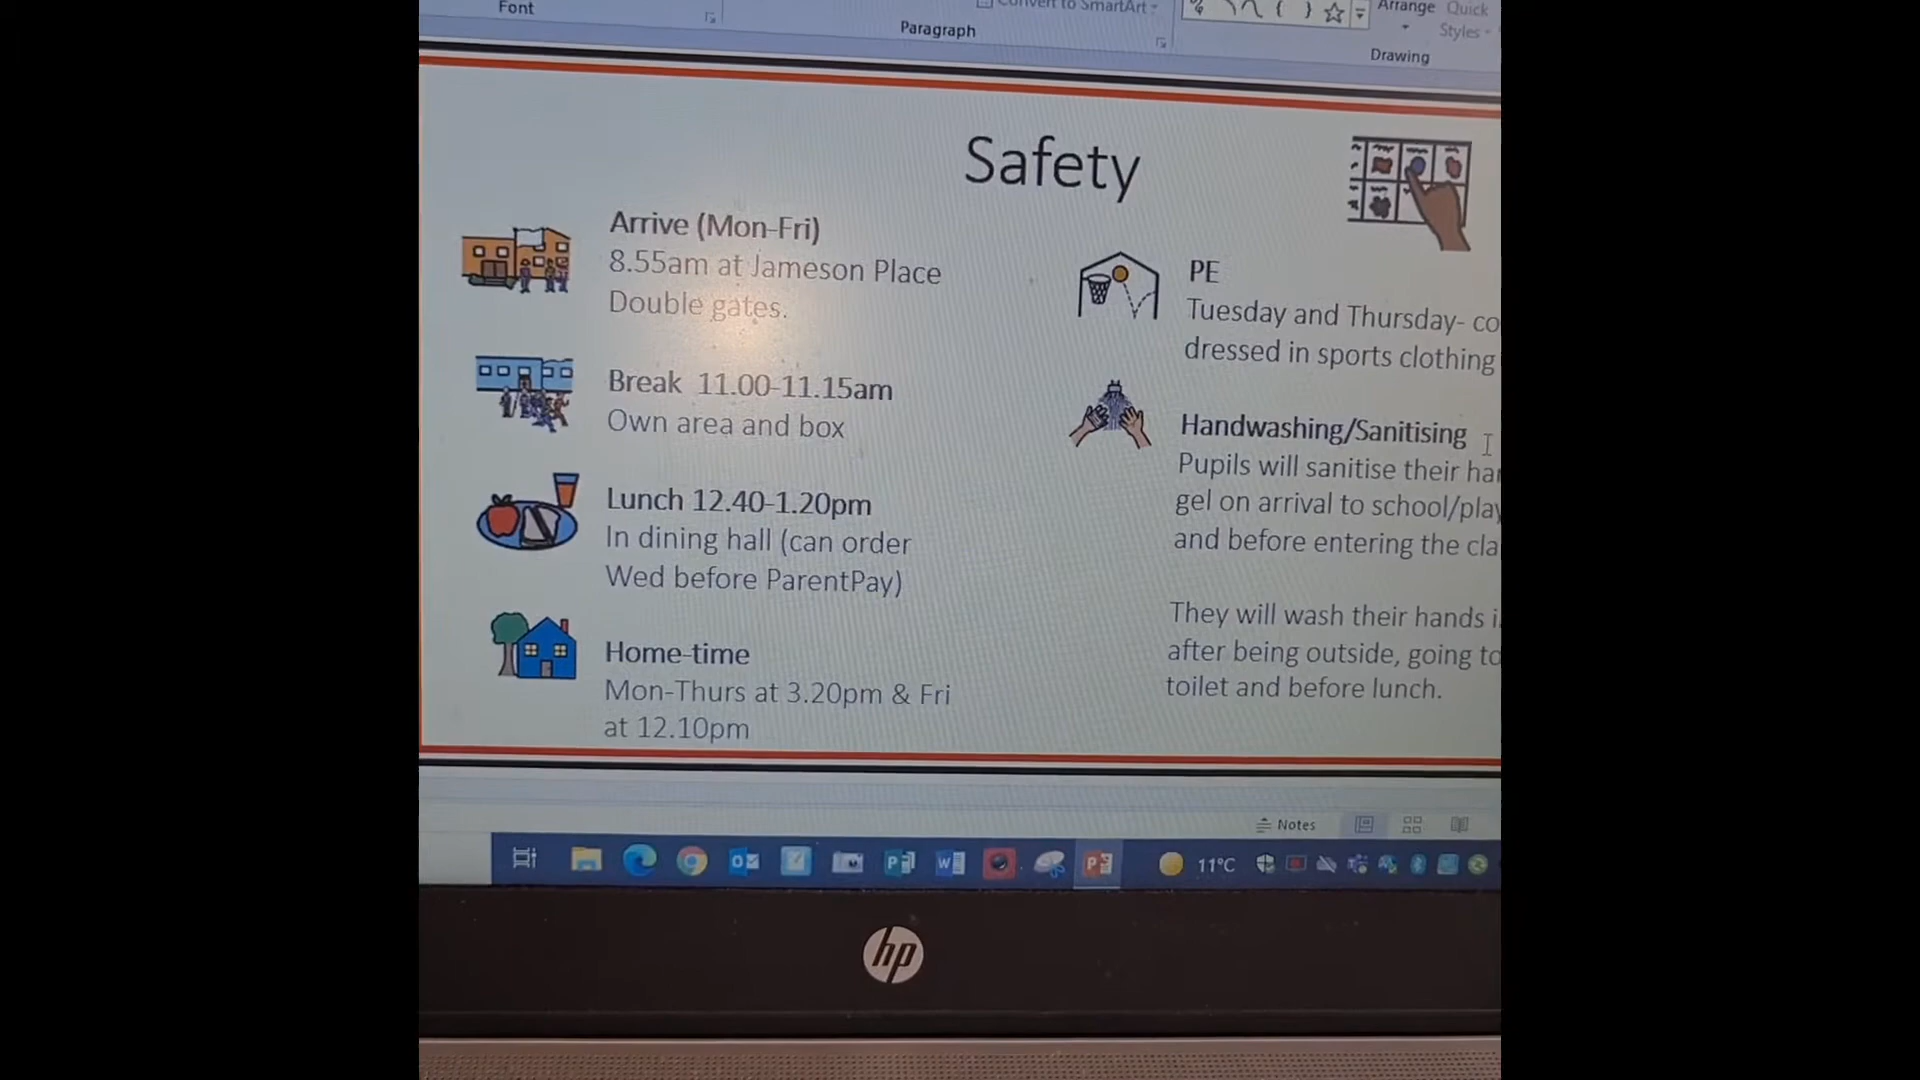 Font
Paragraph
Convert to SmartArt
Arrange
Quick
Styles
Drawing
Safety
Arrive (Mon-Fri)
8.55am at Jameson Place
Double gates.
Break 11.00-11.15am
Own area and box
Lunch 12.40-1.20pm
In dining hall (can order
Wed before ParentPay)
Home-time
Mon-Thurs at 3.20pm & Fri
at 12.10pm
PE
Tuesday and Thursday- co
dressed in sports clothing
Handwashing/Sanitising
Pupils will sanitise their
gel on arrival to school/
and before entering the
They will wash their hands
after being outside, going to
toilet and before lunch.
Notes
11°C
hp